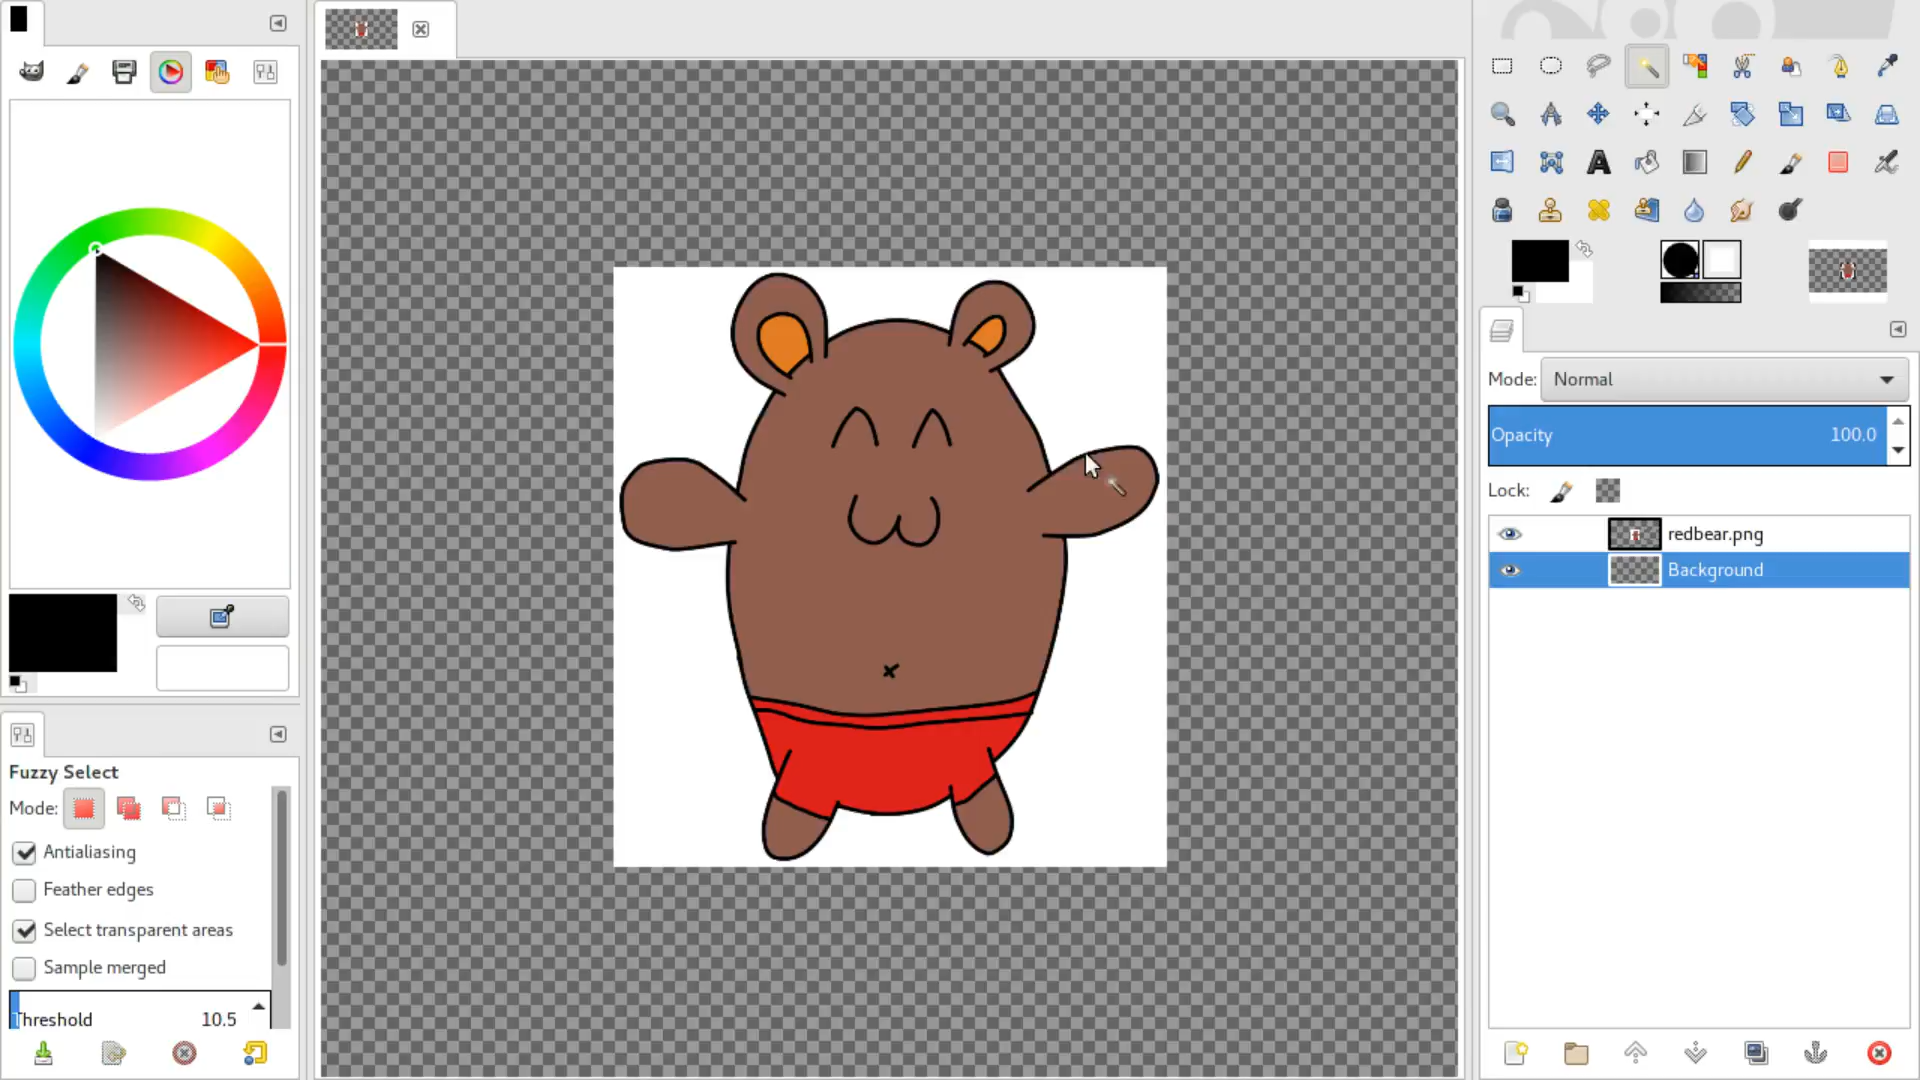 Fuzzy Select
Mode:
Antialiasing
Feather edges
Select transparent areas
Sample merged
Threshold 10.5
Mode: Normal
Opacity 100.0
Lock:
redbear.png
Background